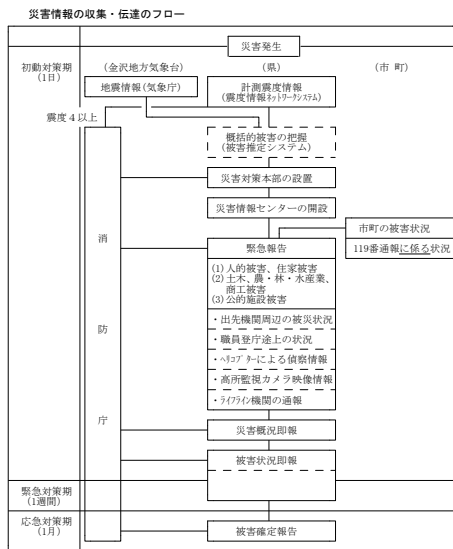 災害情報の収集・伝達のフロー
災害発生
初動対策期
(1日)
(金沢地方気象台)
(県)
(市 町)
地震情報(気象庁)
計測震度情報
(震度情報ネットワークシステム)
震度4以上
概括的被害の把握
(被害推定システム)
災害対策本部の設置
災害情報センターの開設
市町の被害状況
緊急報告
119番通報に係る状況
(1) 人的被害、住家被害
(2) 土木、農・林・水産業、
商工被害
(3) 公的施設被害
・出先機関周辺の被災状況
・職員登庁途上の状況
・ヘリコプターによる偵察情報
・高所監視カメラ映像情報
・ライフライン機関の通報
消
防
庁
災害概況即報
被害状況即報
緊急対策期
(1週間)
応急対策期
(1月)
被害確定報告